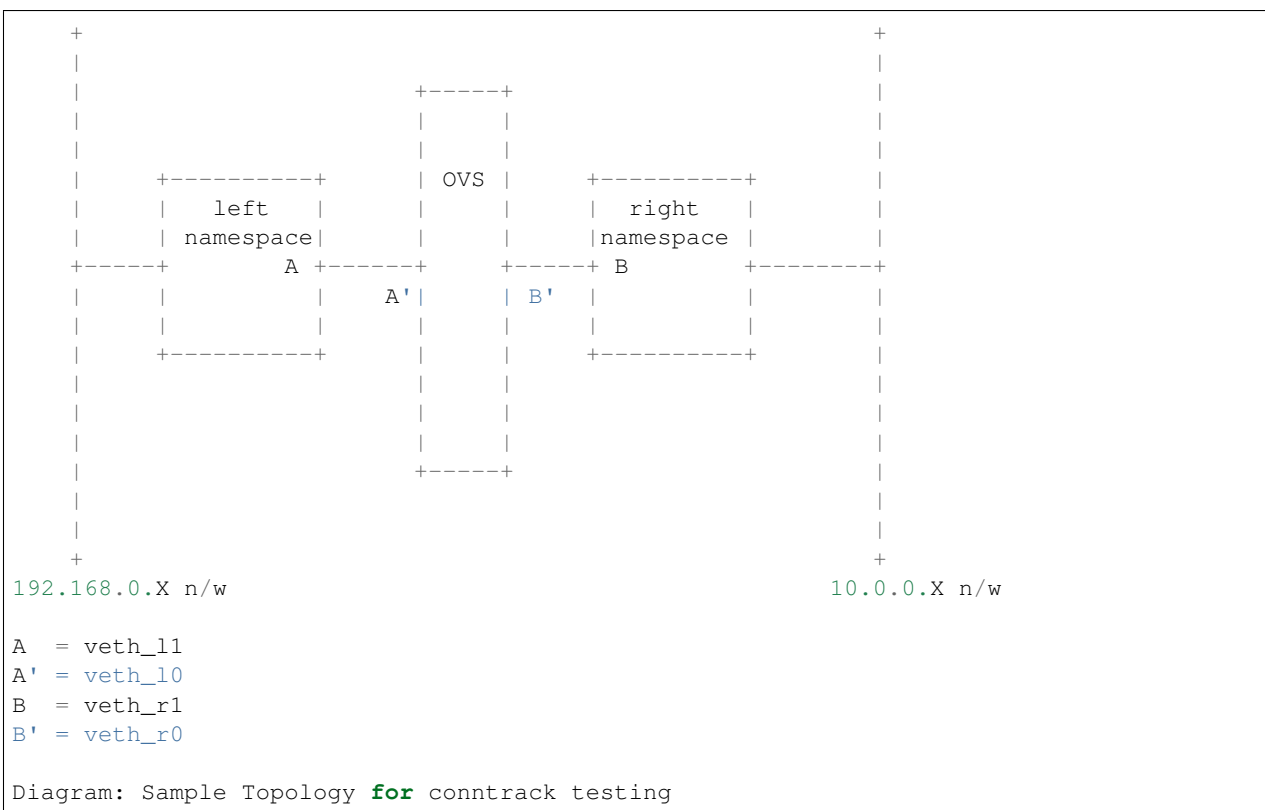 OVS
left right
namespace namespace
A B
A' B'
192.168.0.X n/w 10.0.0.X n/w
A = veth_l1
A' = veth_l0
B = veth_r1
B' = veth_r0
Diagram: Sample Topology for conntrack testing